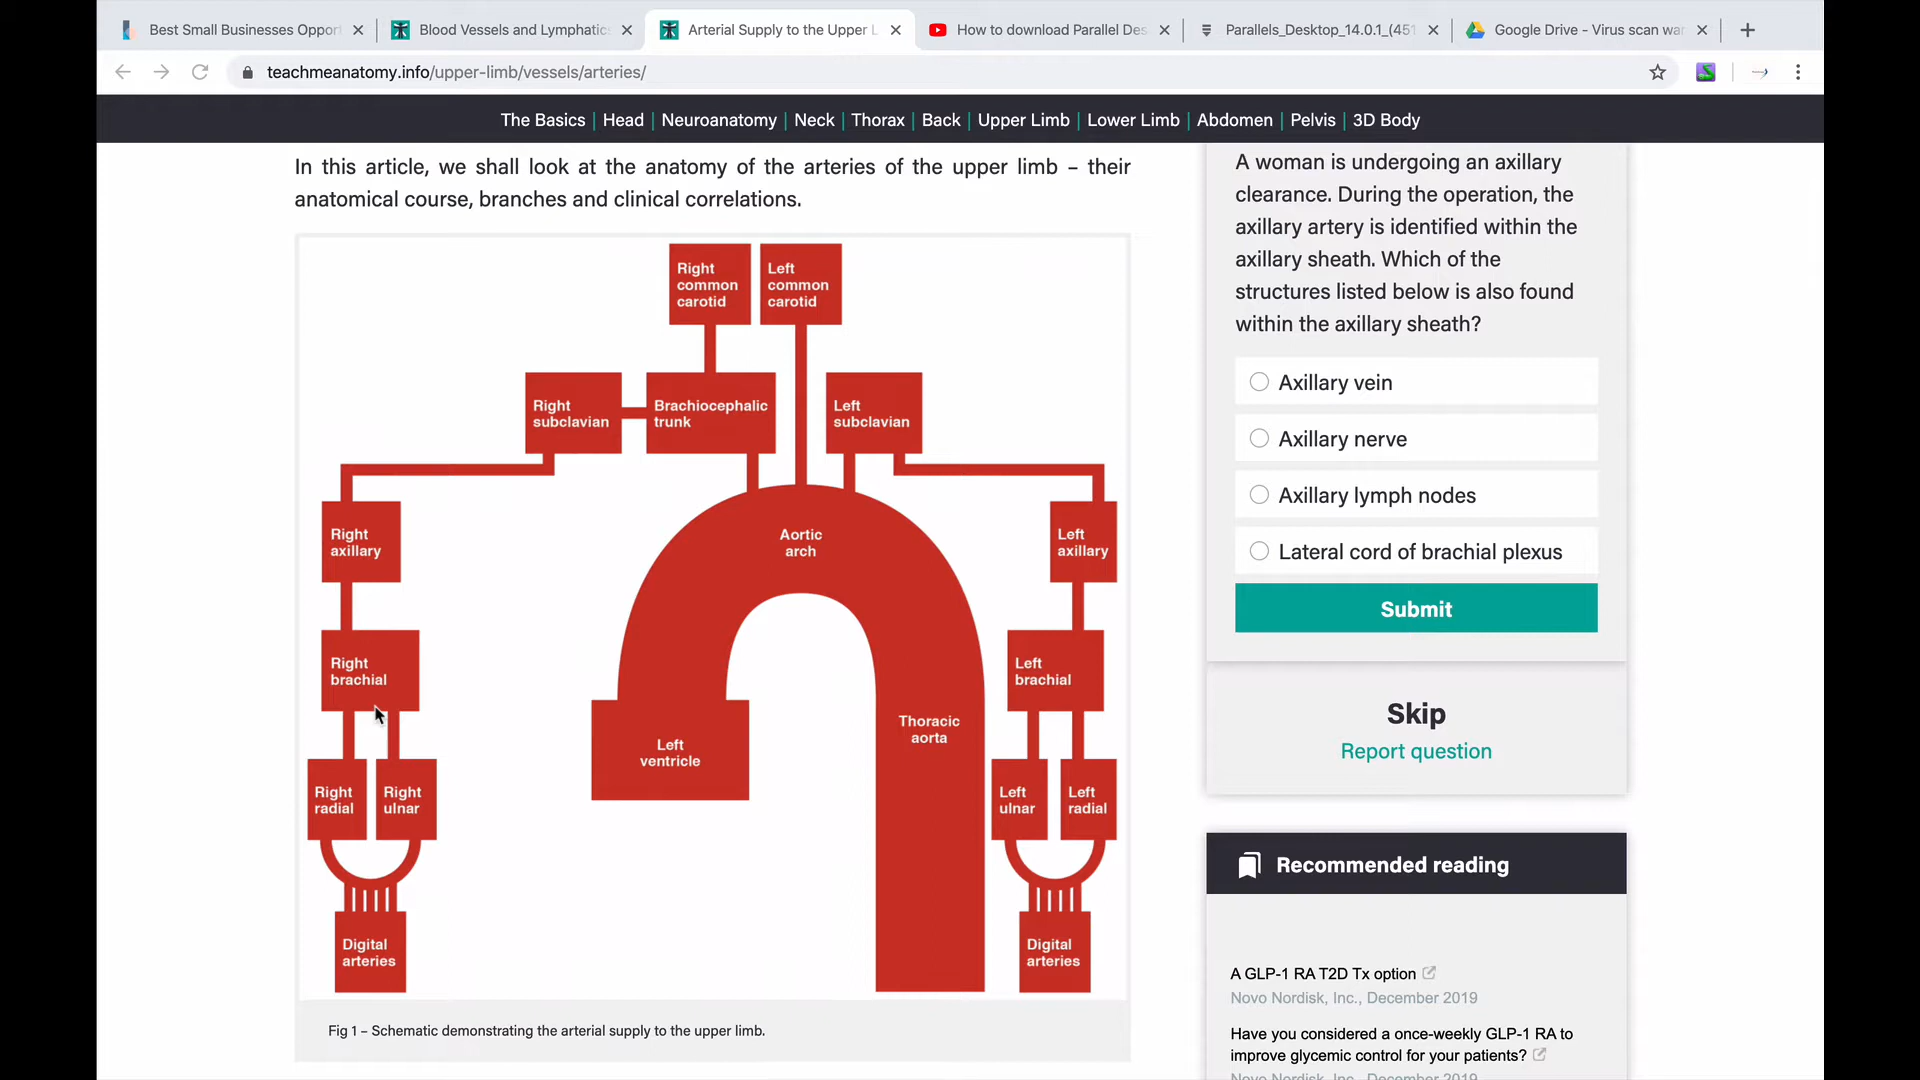 Best Small Businesses Oppor
Blood Vessels and Lymphatics
Arterial Supply to the Upper L
How to download Parallel Des
Parallels_Desktop_14.0.1_(451
Google Drive - Virus scan war
teachmeanatomy.info/upper-limb/vessels/arteries/
The Basics | Head | Neuroanatomy | Neck | Thorax | Back | Upper Limb | Lower Limb | Abdomen | Pelvis | 3D Body
In this article, we shall look at the anatomy of the arteries of the upper limb – their
anatomical course, branches and clinical correlations.
Right
common
carotid
Left
common
carotid
Right
subclavian
Brachiocephalic
trunk
Left
subclavian
Right
axillary
Aortic
arch
Left
axillary
Right
brachial
Left
brachial
Left
ventricle
Thoracic
aorta
Right
radial
Right
ulnar
Left
ulnar
Left
radial
Digital
arteries
Digital
arteries
Fig 1 – Schematic demonstrating the arterial supply to the upper limb.
A woman is undergoing an axillary
clearance. During the operation, the
axillary artery is identified within the
axillary sheath. Which of the
structures listed below is also found
within the axillary sheath?
Axillary vein
Axillary nerve
Axillary lymph nodes
Lateral cord of brachial plexus
Submit
Skip
Report question
Recommended reading
A GLP-1 RA T2D Tx option
Novo Nordisk, Inc., December 2019
Have you considered a once-weekly GLP-1 RA to
improve glycemic control for your patients?
Novo Nordisk, Inc., December 2019